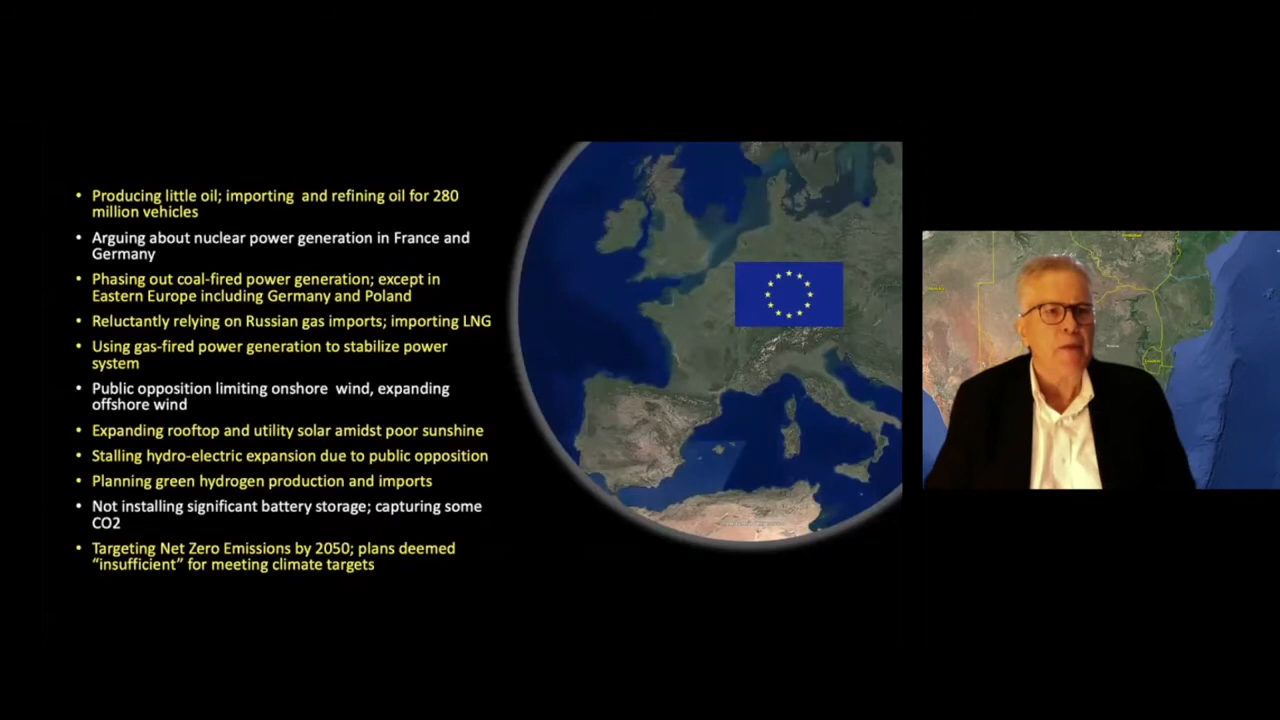 • Producing little oil; importing and refining oil for 280
million vehicles
• Arguing about nuclear power generation in France and
Germany
• Phasing out coal-fired power generation; except in
Eastern Europe including Germany and Poland
• Reluctantly relying on Russian gas imports; importing LNG
• Using gas-fired power generation to stabilize power
system
• Public opposition limiting onshore wind, expanding
offshore wind
• Expanding rooftop and utility solar amidst poor sunshine
• Stalling hydro-electric expansion due to public opposition
• Planning green hydrogen production and imports
• Not installing significant battery storage; capturing some
CO2
• Targeting Net Zero Emissions by 2050; plans deemed
“insufficient” for meeting climate targets